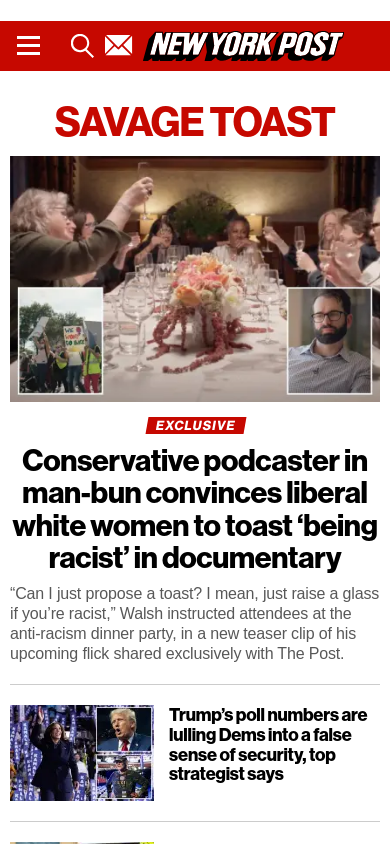 NEW YORK POST
SAVAGE TOAST
EXCLUSIVE
Conservative podcaster in
man-bun convinces liberal
white women to toast ‘being
racist’ in documentary
“Can I just propose a toast? I mean, just raise a glass
if you’re racist,” Walsh instructed attendees at the
anti-racism dinner party, in a new teaser clip of his
upcoming flick shared exclusively with The Post.
Trump’s poll numbers are
lulling Dems into a false
sense of security, top
strategist says